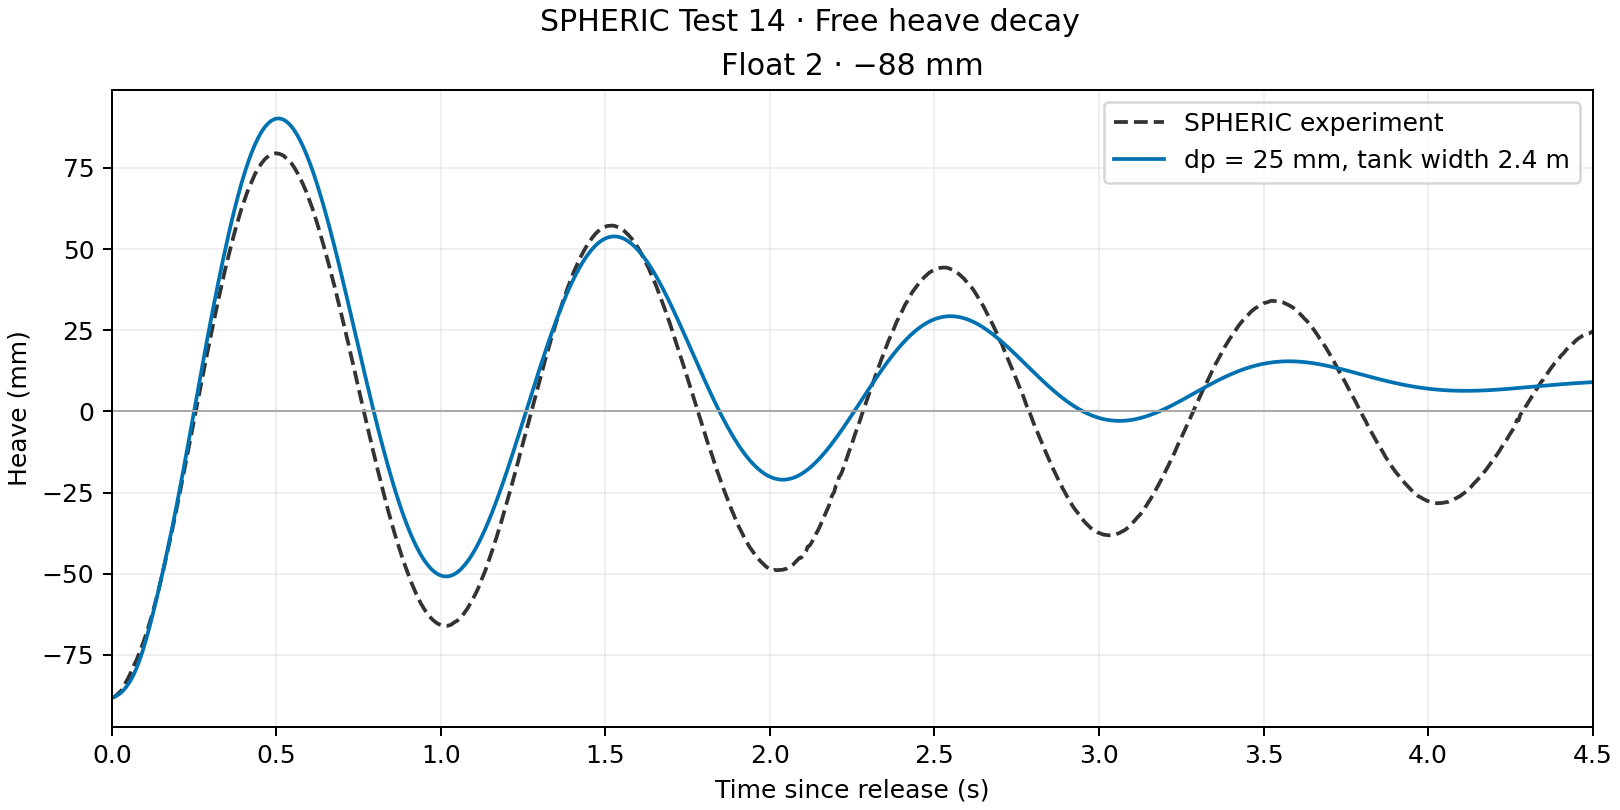 SPHERIC Test 14 · Free heave decay
Float 2 · −88 mm
SPHERIC experiment
dp = 25 mm, tank width 2.4 m
Heave (mm)
75
50
25
0
−25
−50
−75
0.0 0.5 1.0 1.5 2.0 2.5 3.0 3.5 4.0 4.5
Time since release (s)